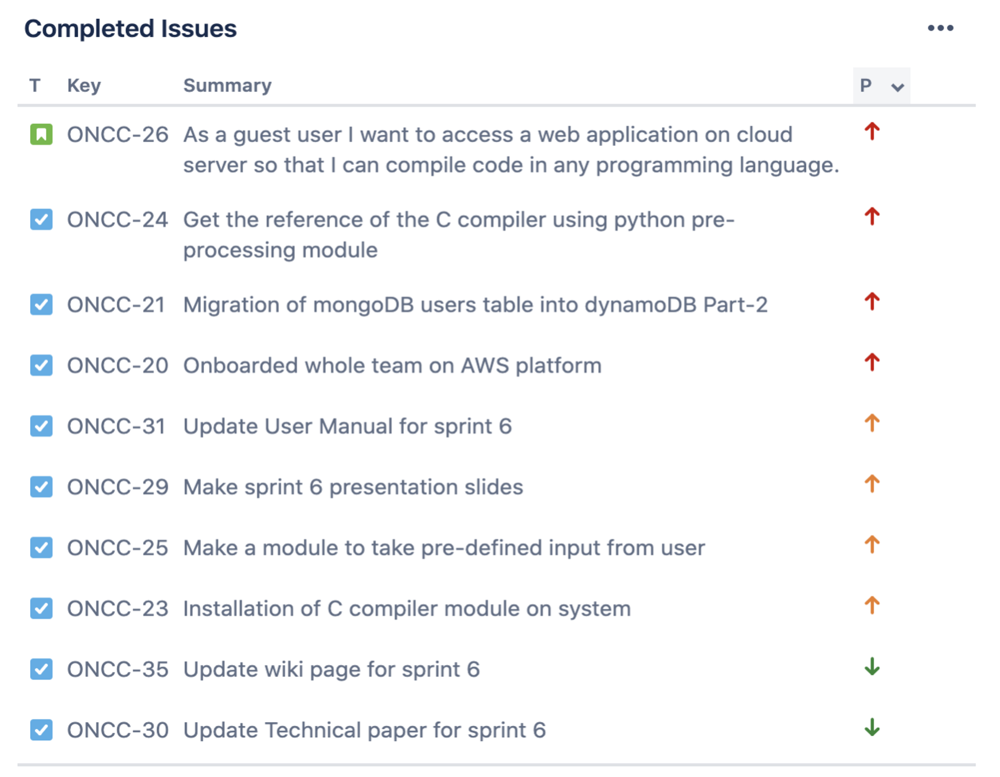 Completed Issues
T Key Summary P
ONCC-26 As a guest user I want to access a web application on cloud
server so that I can compile code in any programming language.
ONCC-24 Get the reference of the C compiler using python pre-
processing module
ONCC-21 Migration of mongoDB users table into dynamoDB Part-2
ONCC-20 Onboarded whole team on AWS platform
ONCC-31 Update User Manual for sprint 6
ONCC-29 Make sprint 6 presentation slides
ONCC-25 Make a module to take pre-defined input from user
ONCC-23 Installation of C compiler module on system
ONCC-35 Update wiki page for sprint 6
ONCC-30 Update Technical paper for sprint 6